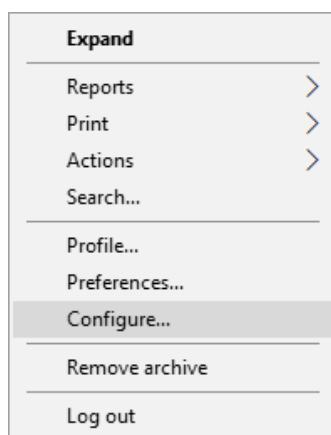 Expand
Reports
Print
Actions
Search...
Profile...
Preferences...
Configure...
Remove archive
Log out